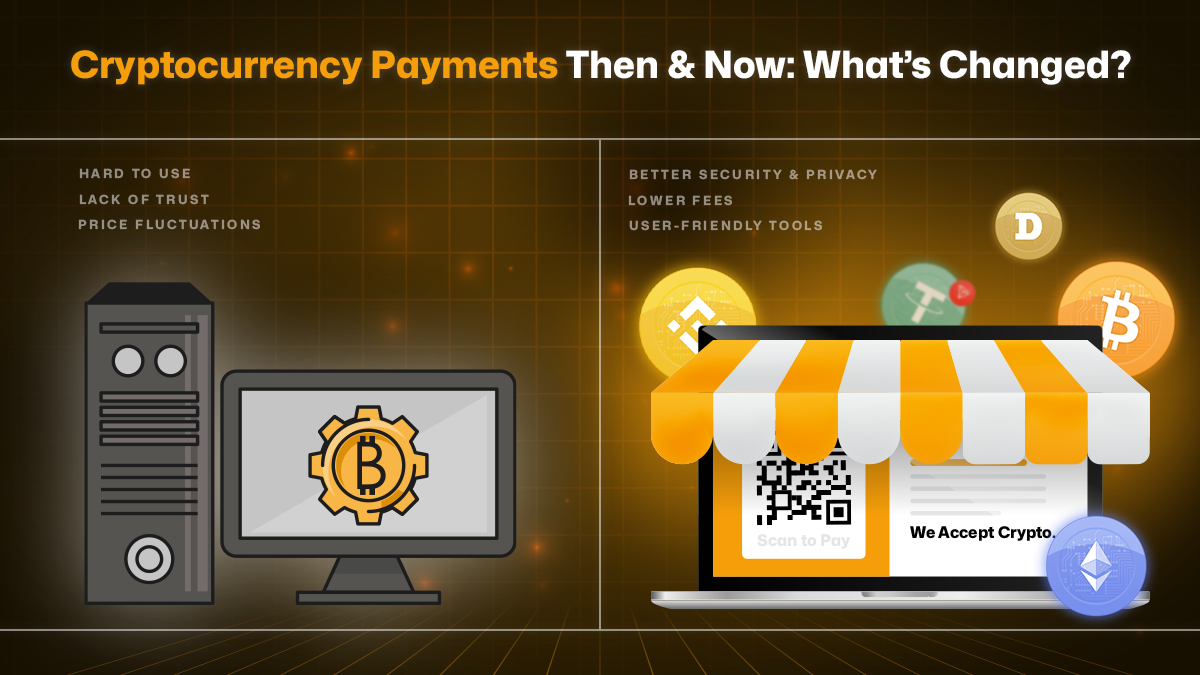 Cryptocurrency Payments Then & Now: What's Changed?
HARD TO USE
LACK OF TRUST
PRICE FLUCTUATIONS
BETTER SECURITY & PRIVACY
LOWER FEES
USER-FRIENDLY TOOLS
D
Scan to Pay
We Accept Crypto.